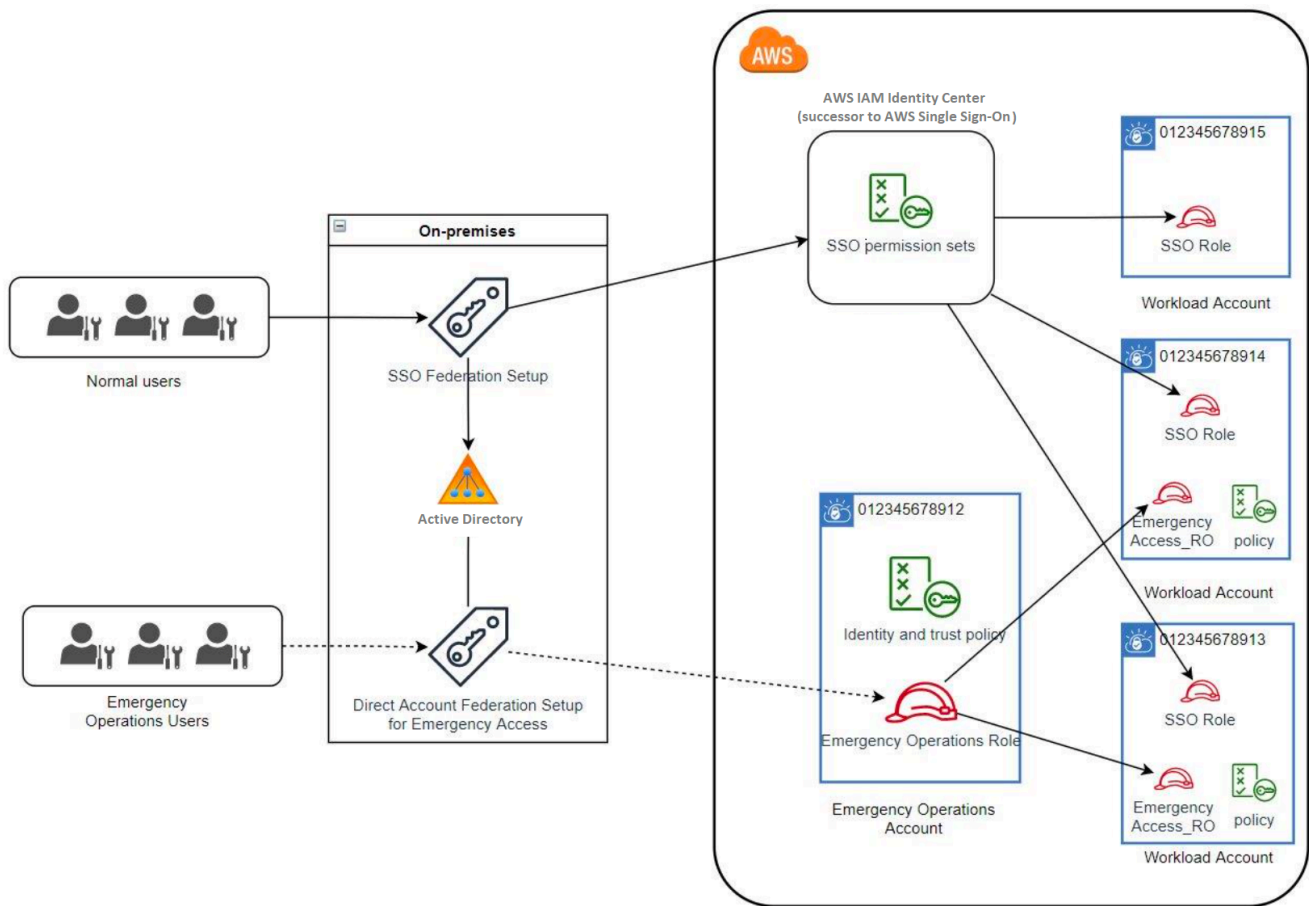 AWS
AWS IAM Identity Center
(successor to AWS Single Sign-On)
SSO permission sets
012345678915
SSO Role
Workload Account
On-premises
Normal users
SSO Federation Setup
Active Directory
012345678914
SSO Role
Emergency
Access_RO
policy
Workload Account
012345678912
Identity and trust policy
Emergency Operations Role
Emergency Operations
Account
Emergency
Operations Users
Direct Account Federation Setup
for Emergency Access
012345678913
SSO Role
Emergency
Access_RO
policy
Workload Account